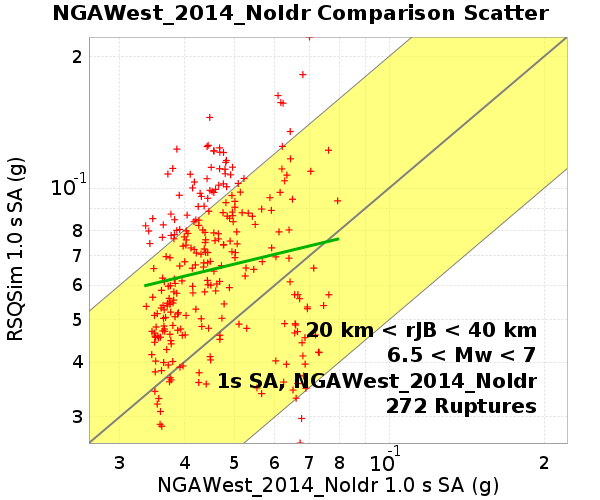 NGAWest_2014_NoIdr Comparison Scatter
RSQSim 1.0 s SA (g)
2
10-1
8
7
6
5
4
3
20 km < rJB < 40 km
6.5 < Mw < 7
1s SA, NGAWest_2014_NoIdr
272 Ruptures
3 4 5 6 7 8 10-1 2
NGAWest_2014_NoIdr 1.0 s SA (g)